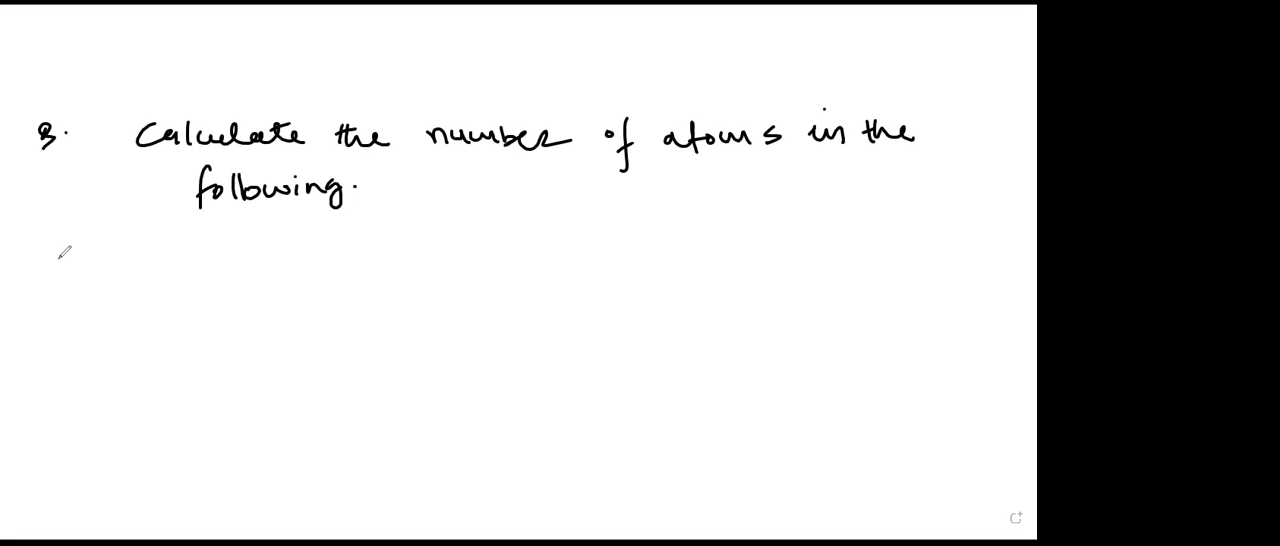 8. Calculate the number of atoms in the
following.